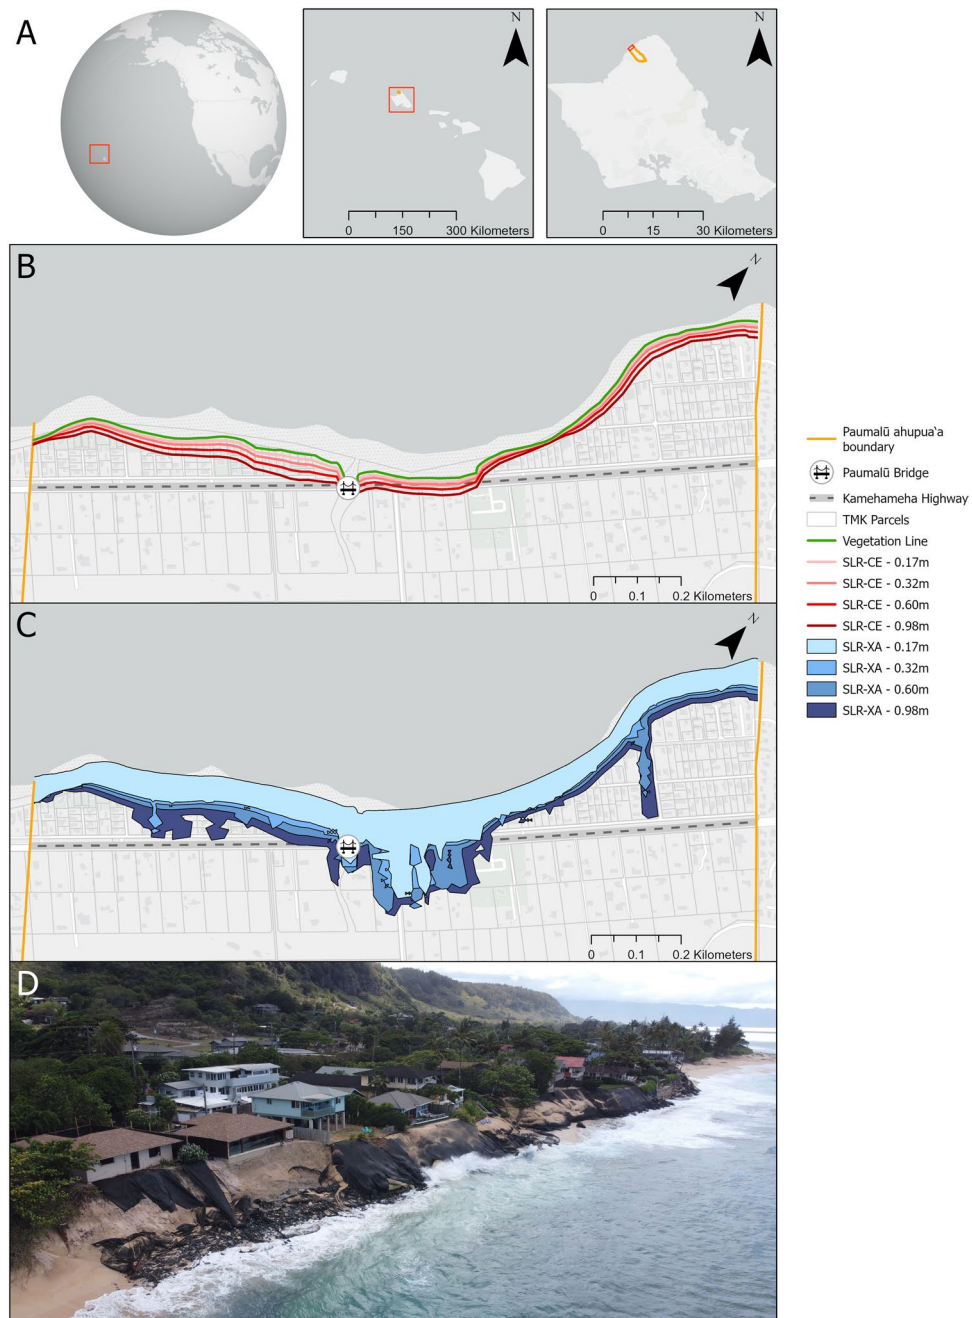 A
N
0 150 300 Kilometers
N
0 15 30 Kilometers
B
N
0 0.1 0.2 Kilometers
C
N
0 0.1 0.2 Kilometers
D
Paumalū ahupuaʻa
boundary
Paumalū Bridge
Kamehameha Highway
TMK Parcels
Vegetation Line
SLR-CE - 0.17m
SLR-CE - 0.32m
SLR-CE - 0.60m
SLR-CE - 0.98m
SLR-XA - 0.17m
SLR-XA - 0.32m
SLR-XA - 0.60m
SLR-XA - 0.98m